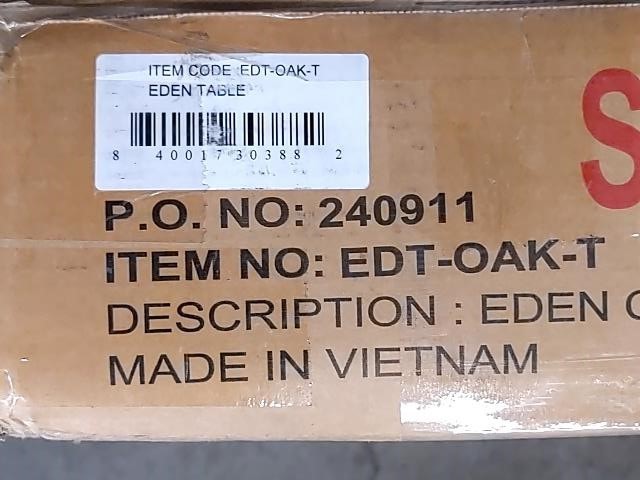 ITEM CODE :EDT-OAK-T
EDEN TABLE
8 40017 30388 2
S
P.O. NO: 240911
ITEM NO: EDT-OAK-T
DESCRIPTION : EDEN
MADE IN VIETNAM